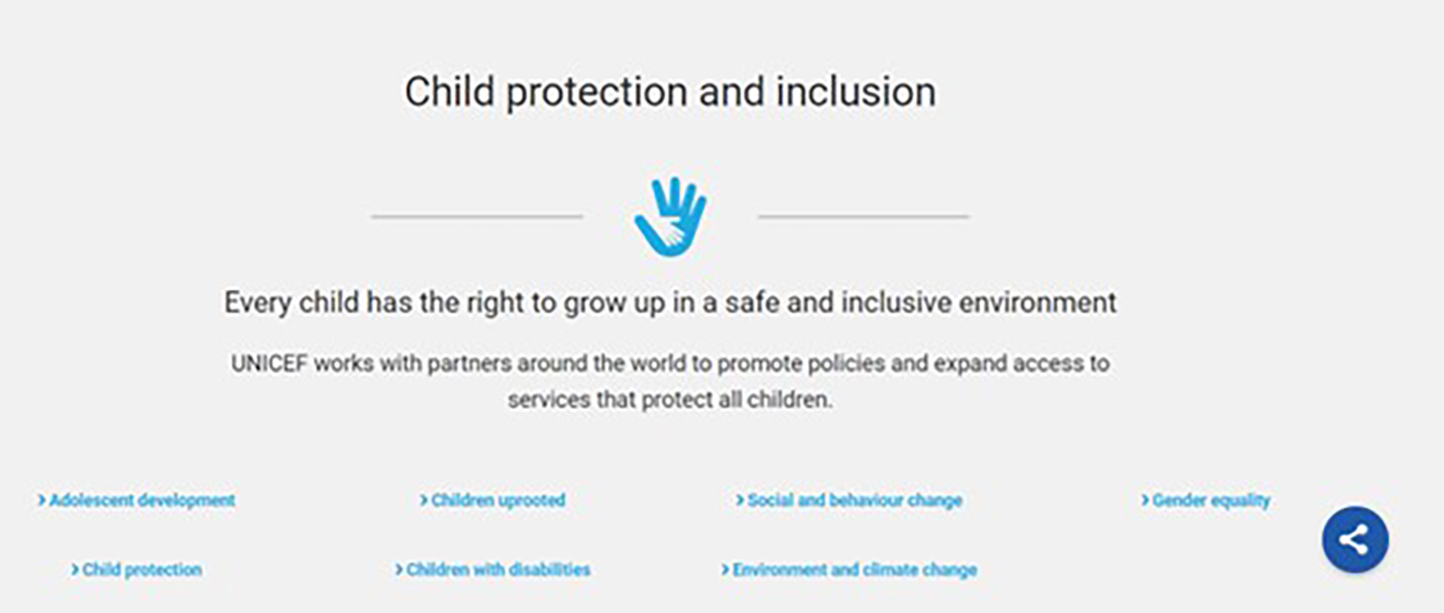 Child protection and inclusion
Every child has the right to grow up in a safe and inclusive environment
UNICEF works with partners around the world to promote policies and expand access to
services that protect all children.
> Adolescent development
> Children uprooted
> Social and behaviour change
> Gender equality
> Child protection
> Children with disabilities
> Environment and climate change